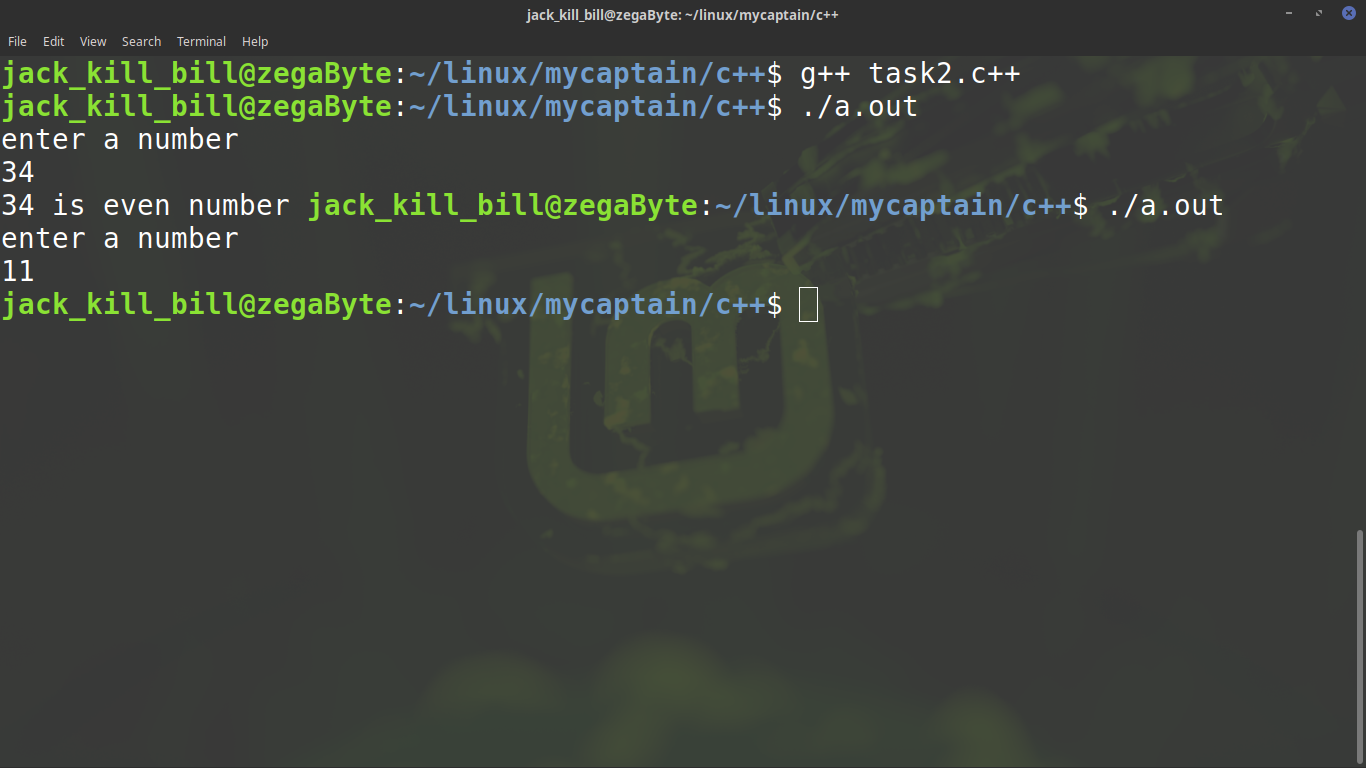 jack_kill_bill@zegaByte: ~/linux/mycaptain/c++
File Edit View Search Terminal Help
jack_kill_bill@zegaByte:~/linux/mycaptain/c++$ g++ task2.c++
jack_kill_bill@zegaByte:~/linux/mycaptain/c++$ ./a.out
enter a number
34
34 is even number jack_kill_bill@zegaByte:~/linux/mycaptain/c++$ ./a.out
enter a number
11
jack_kill_bill@zegaByte:~/linux/mycaptain/c++$